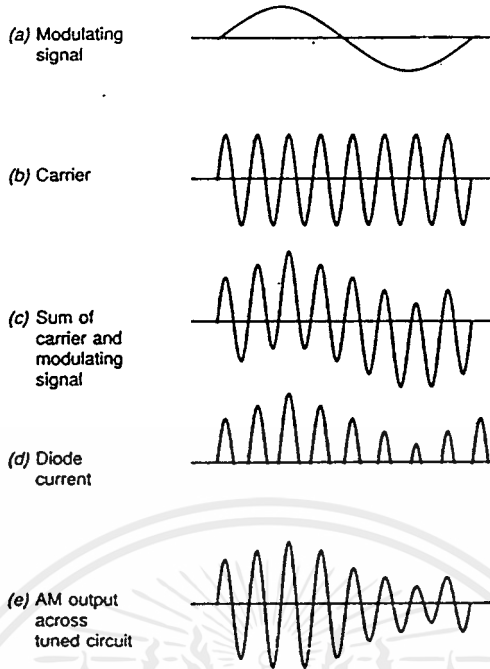 (a) Modulating
signal
(b) Carrier
(c) Sum of
carrier and
modulating
signal
(d) Diode
current
(e) AM output
across
tuned circuit